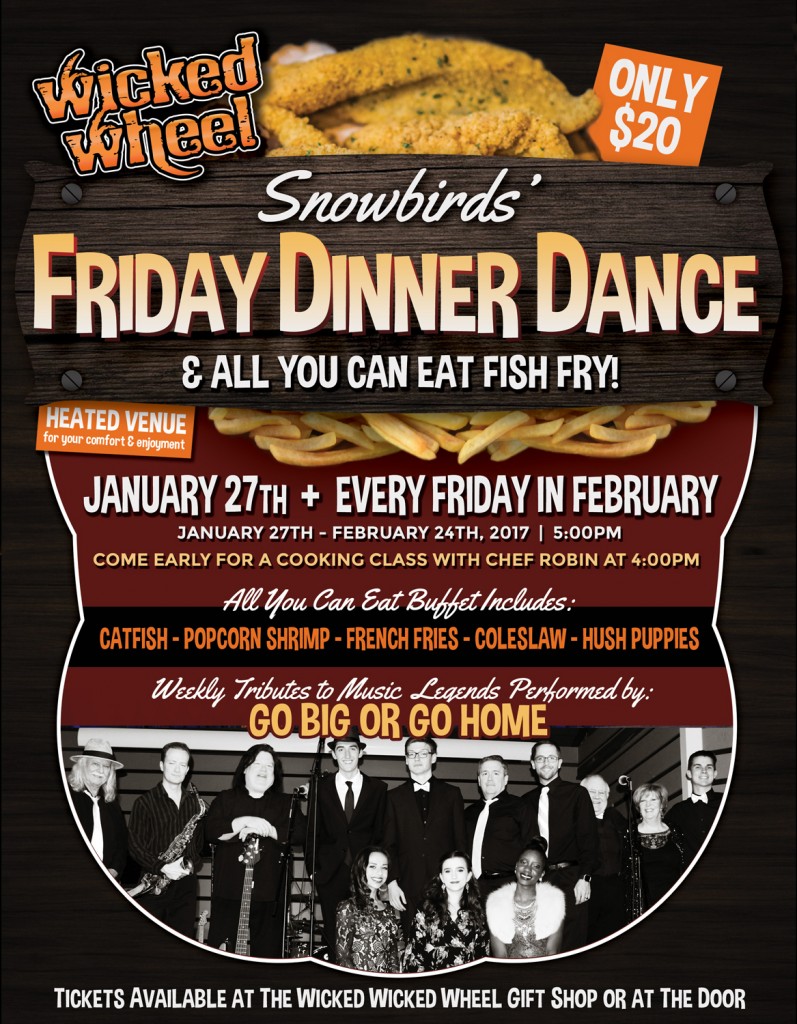 Wicked
Wheel
ONLY
$20
Snowbirds'
FRIDAY DINNER DANCE
& ALL YOU CAN EAT FISH FRY!
HEATED VENUE
for your comfort & enjoyment
JANUARY 27TH + EVERY FRIDAY IN FEBRUARY
JANUARY 27TH - FEBRUARY 24TH, 2017 | 5:00PM
COME EARLY FOR A COOKING CLASS WITH CHEF ROBIN AT 4:00PM
All You Can Eat Buffet Includes:
CATFISH - POPCORN SHRIMP - FRENCH FRIES - COLESLAW - HUSH PUPPIES
Weekly Tributes to Music Legends Performed by:
GO BIG OR GO HOME
TICKETS AVAILABLE AT THE WICKED WICKED WHEEL GIFT SHOP OR AT THE DOOR